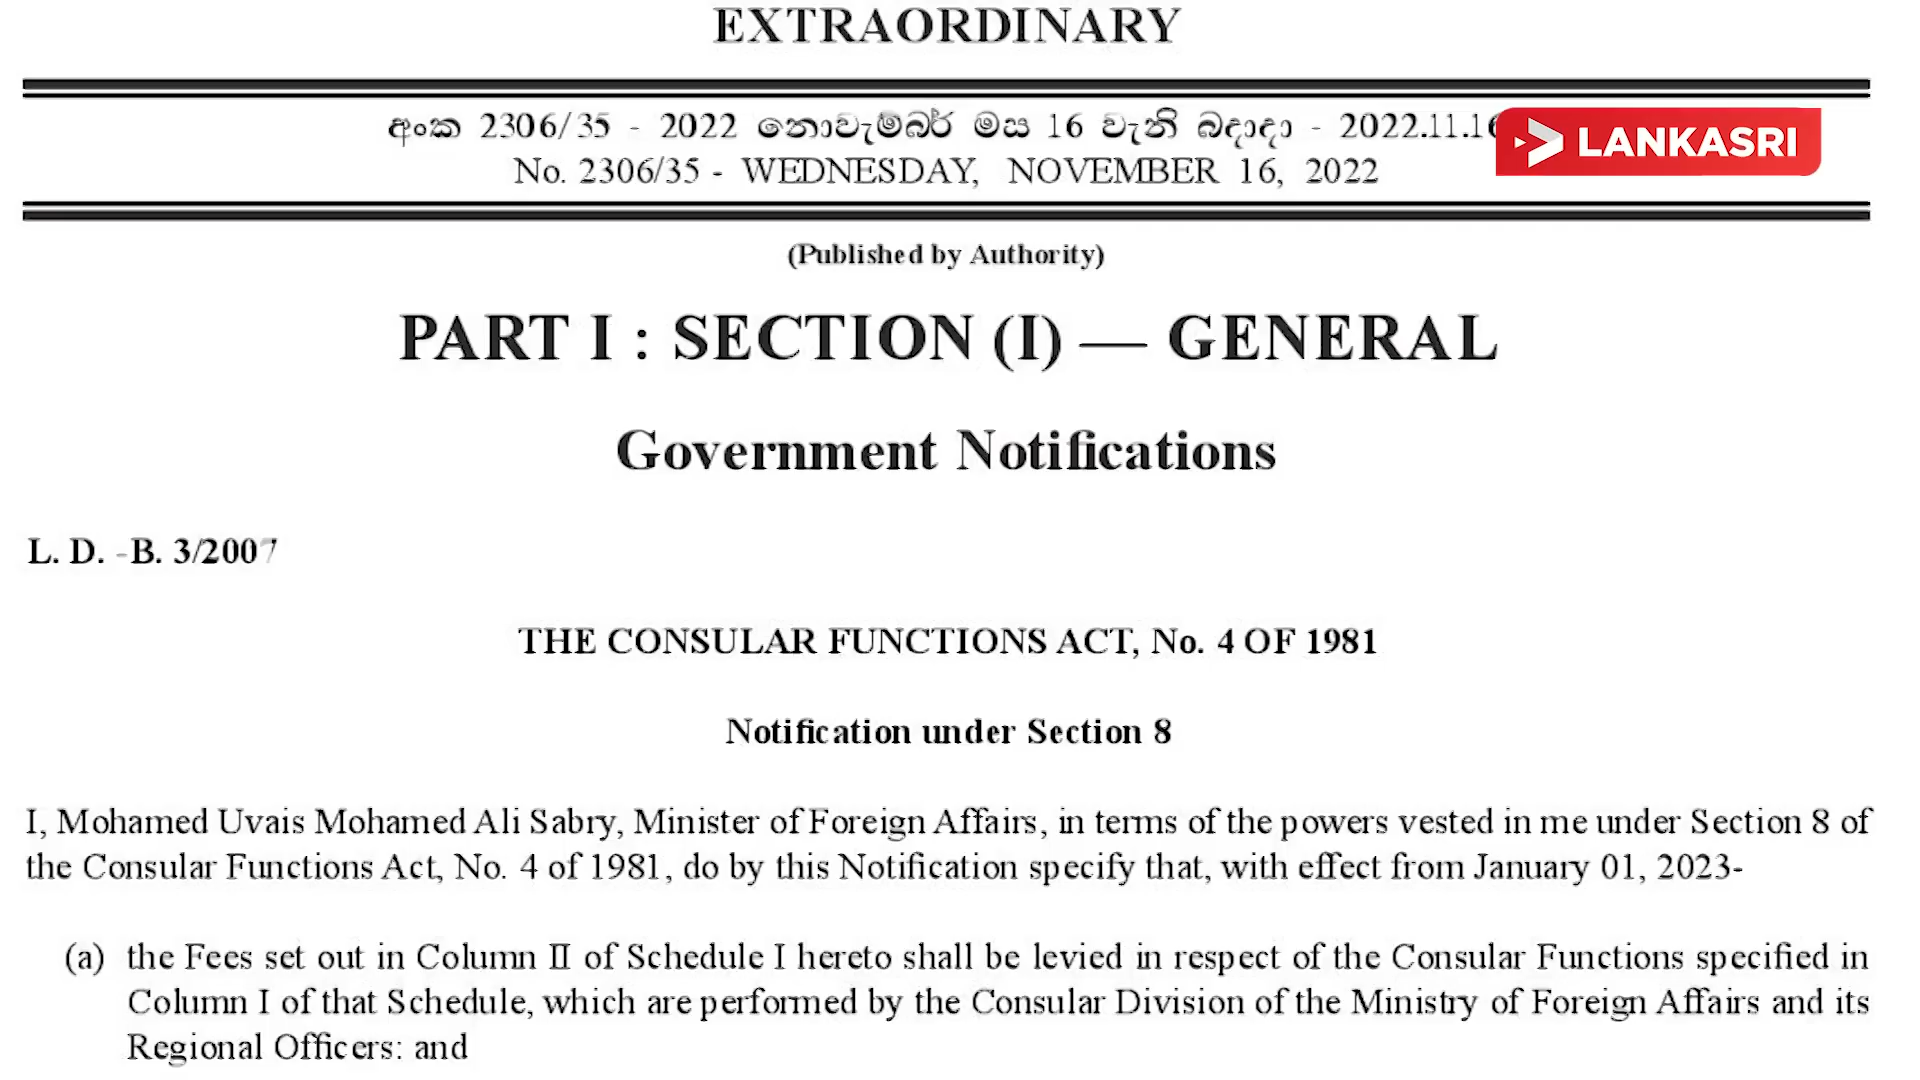 EXTRAORDINARY
අංක 2306/35 - 2022 නොවැම්බර් මස 16 වැනි බදාදා - 2022.11.16
LANKASRI
No. 2306/35 - WEDNESDAY, NOVEMBER 16, 2022
(Published by Authority)
PART I : SECTION (I) — GENERAL
Government Notifications
L. D. -B. 3/2007
THE CONSULAR FUNCTIONS ACT, No. 4 OF 1981
Notification under Section 8
I, Mohamed Uvais Mohamed Ali Sabry, Minister of Foreign Affairs, in terms of the powers vested in me under Section 8 of
the Consular Functions Act, No. 4 of 1981, do by this Notification specify that, with effect from January 01, 2023-
(a) the Fees set out in Column II of Schedule I hereto shall be levied in respect of the Consular Functions specified in
Column I of that Schedule, which are performed by the Consular Division of the Ministry of Foreign Affairs and its
Regional Officers: and